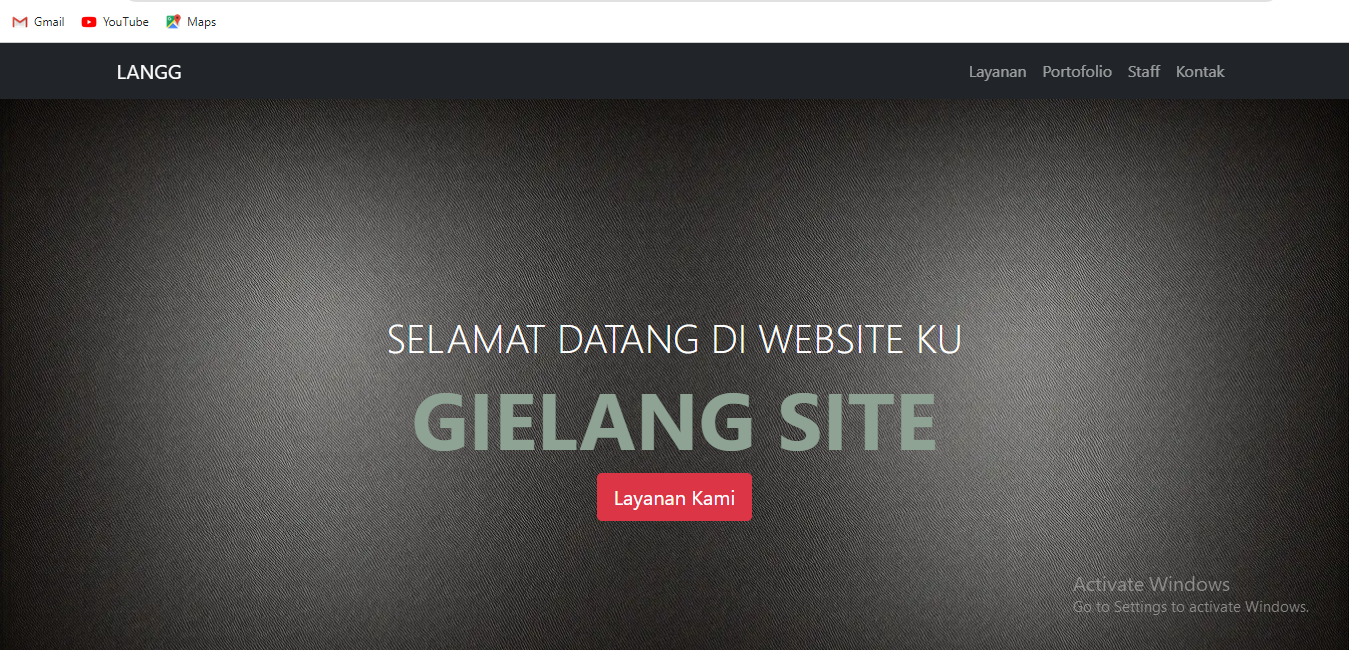 Gmail YouTube Maps
LANGG Layanan Portofolio Staff Kontak
SELAMAT DATANG DI WEBSITE KU
GIELANG SITE
Layanan Kami
Activate Windows
Go to Settings to activate Windows.